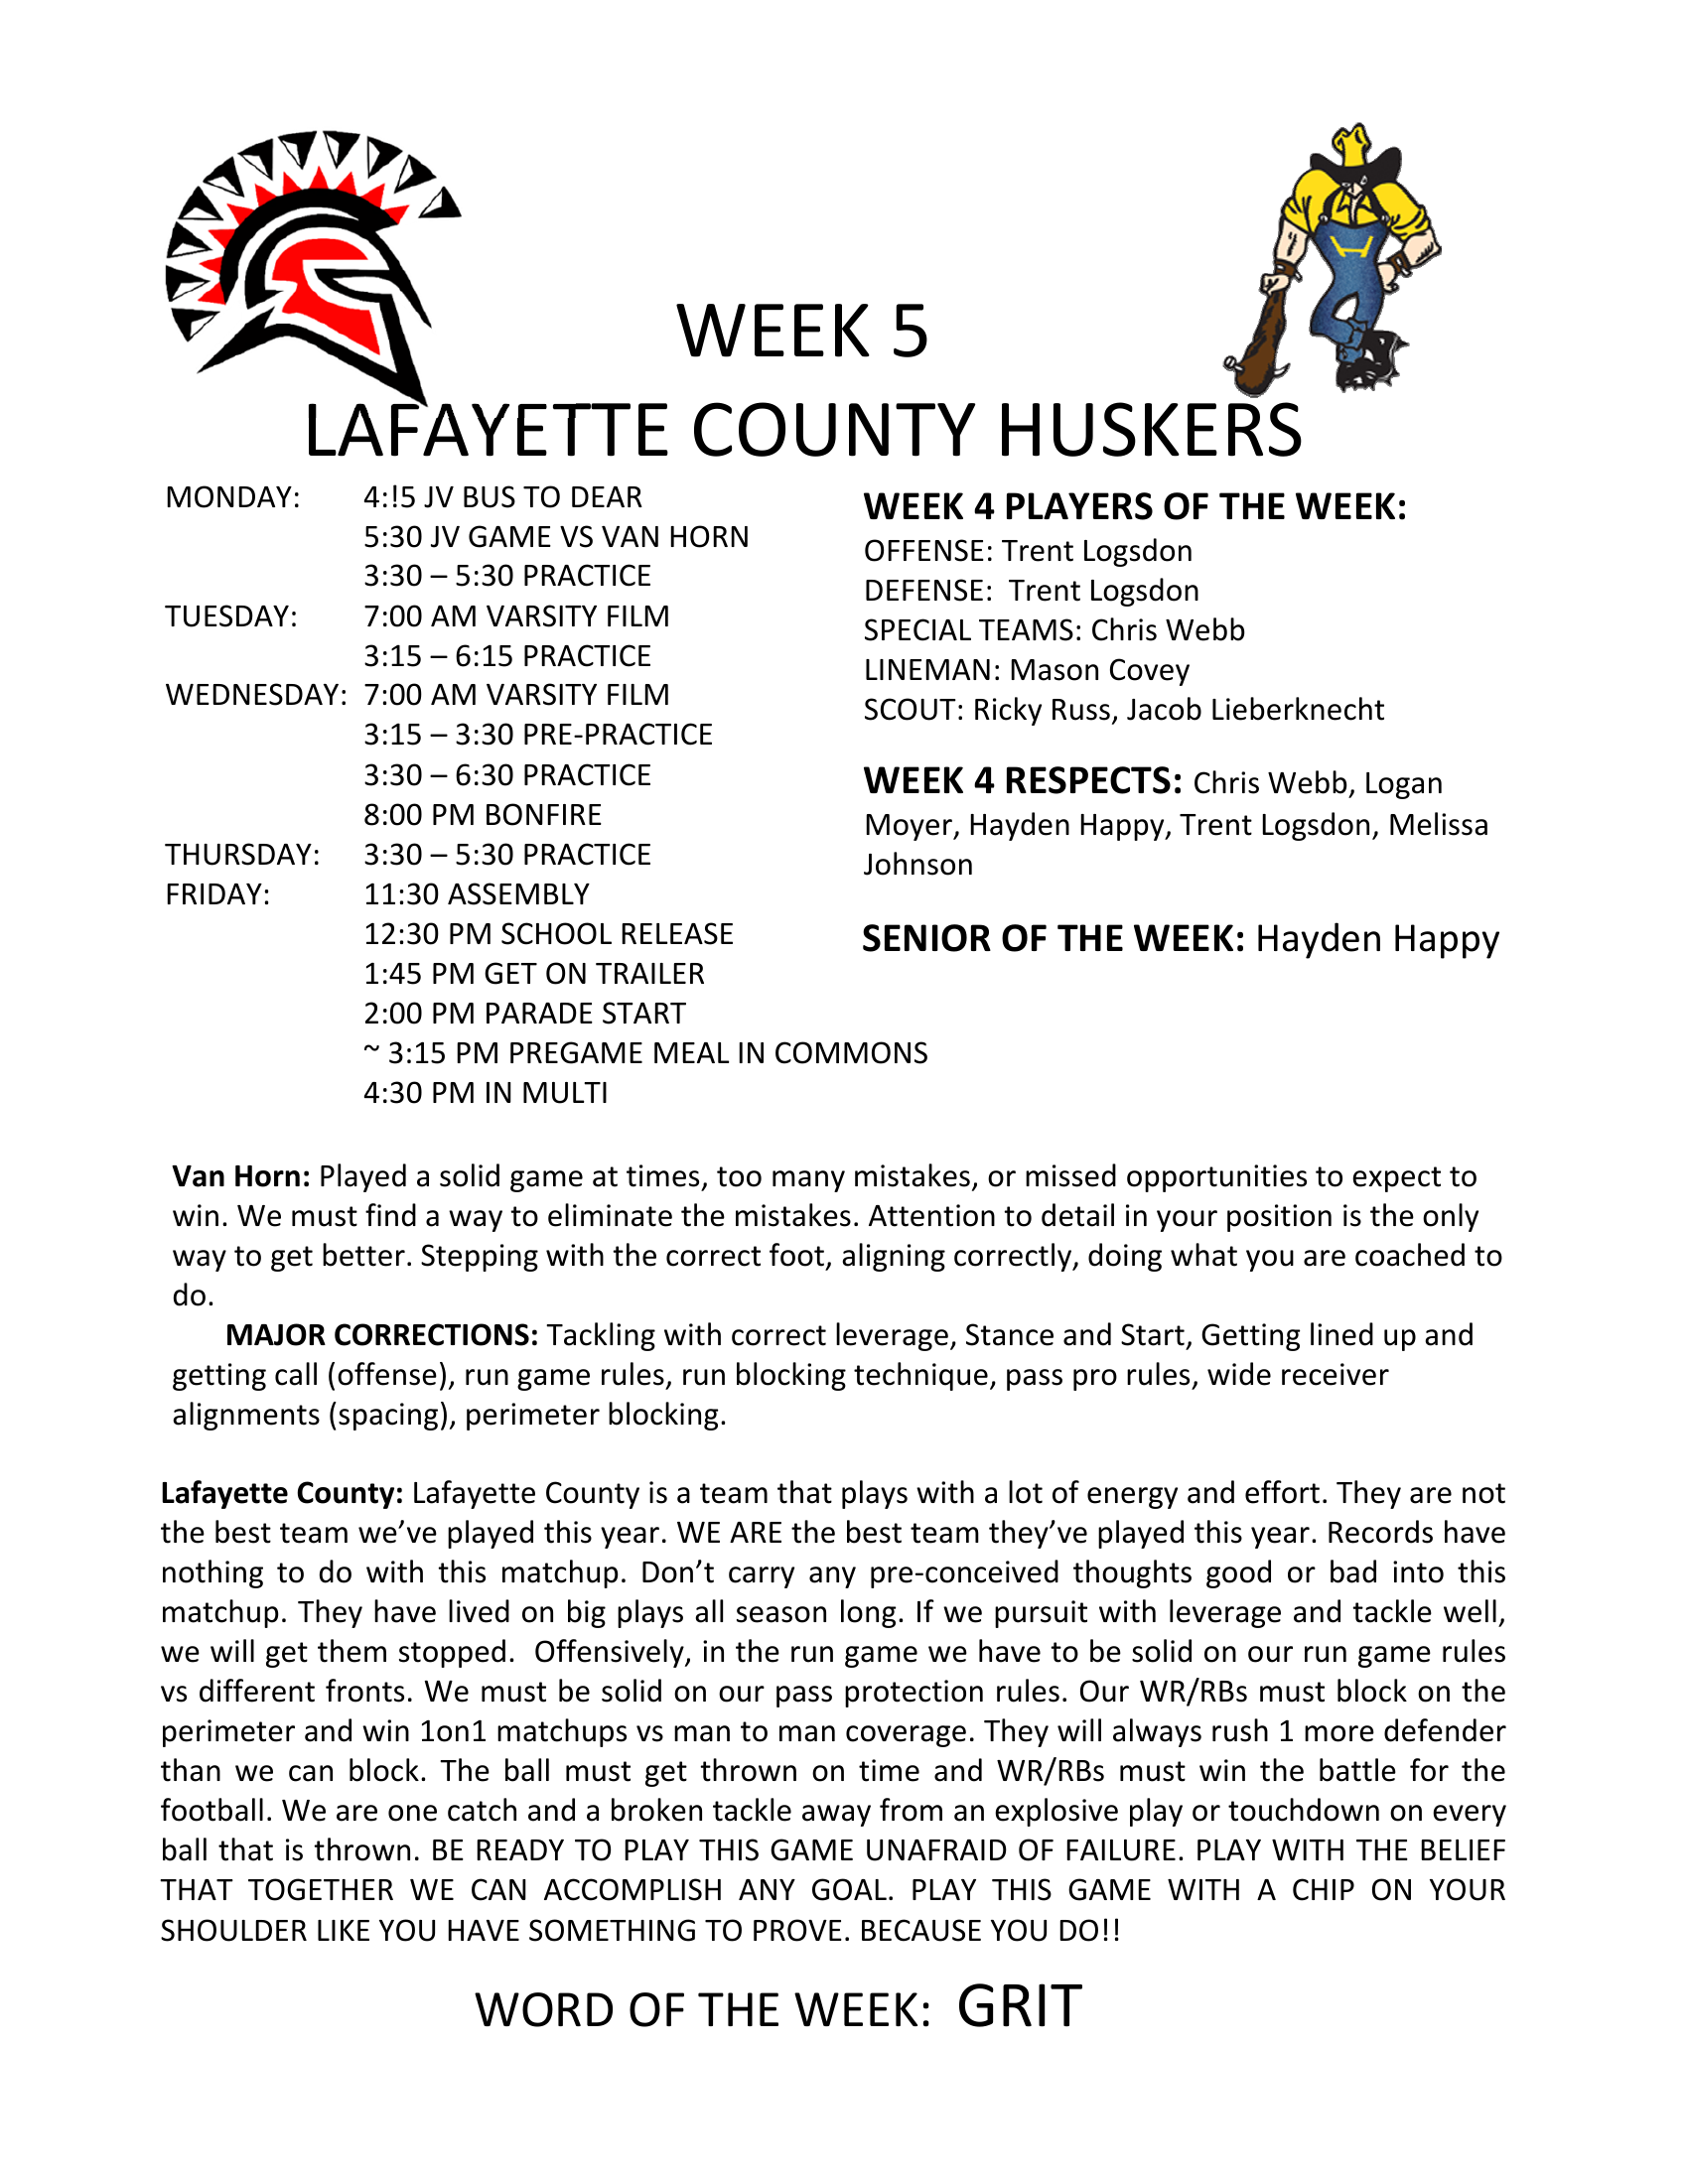 WEEK 5
LAFAYETTE COUNTY HUSKERS
MONDAY: 4:!5 JV BUS TO DEAR
5:30 JV GAME VS VAN HORN
3:30 – 5:30 PRACTICE
TUESDAY: 7:00 AM VARSITY FILM
3:15 – 6:15 PRACTICE
WEDNESDAY: 7:00 AM VARSITY FILM
3:15 – 3:30 PRE-PRACTICE
3:30 – 6:30 PRACTICE
8:00 PM BONFIRE
THURSDAY: 3:30 – 5:30 PRACTICE
FRIDAY: 11:30 ASSEMBLY
12:30 PM SCHOOL RELEASE
1:45 PM GET ON TRAILER
2:00 PM PARADE START
~ 3:15 PM PREGAME MEAL IN COMMONS
4:30 PM IN MULTI
WEEK 4 PLAYERS OF THE WEEK:
OFFENSE: Trent Logsdon
DEFENSE:  Trent Logsdon
SPECIAL TEAMS: Chris Webb
LINEMAN: Mason Covey
SCOUT: Ricky Russ, Jacob Lieberknecht
WEEK 4 RESPECTS: Chris Webb, Logan
Moyer, Hayden Happy, Trent Logsdon, Melissa
Johnson
SENIOR OF THE WEEK: Hayden Happy
Van Horn: Played a solid game at times, too many mistakes, or missed opportunities to expect to
win. We must find a way to eliminate the mistakes. Attention to detail in your position is the only
way to get better. Stepping with the correct foot, aligning correctly, doing what you are coached to
do.
MAJOR CORRECTIONS: Tackling with correct leverage, Stance and Start, Getting lined up and
getting call (offense), run game rules, run blocking technique, pass pro rules, wide receiver
alignments (spacing), perimeter blocking.
Lafayette County: Lafayette County is a team that plays with a lot of energy and effort. They are not
the best team we’ve played this year. WE ARE the best team they’ve played this year. Records have
nothing to do with this matchup. Don’t carry any pre-conceived thoughts good or bad into this
matchup. They have lived on big plays all season long. If we pursuit with leverage and tackle well,
we will get them stopped.  Offensively, in the run game we have to be solid on our run game rules
vs different fronts. We must be solid on our pass protection rules. Our WR/RBs must block on the
perimeter and win 1on1 matchups vs man to man coverage. They will always rush 1 more defender
than we can block. The ball must get thrown on time and WR/RBs must win the battle for the
football. We are one catch and a broken tackle away from an explosive play or touchdown on every
ball that is thrown. BE READY TO PLAY THIS GAME UNAFRAID OF FAILURE. PLAY WITH THE BELIEF
THAT TOGETHER WE CAN ACCOMPLISH ANY GOAL. PLAY THIS GAME WITH A CHIP ON YOUR
SHOULDER LIKE YOU HAVE SOMETHING TO PROVE. BECAUSE YOU DO!!
WORD OF THE WEEK:  GRIT